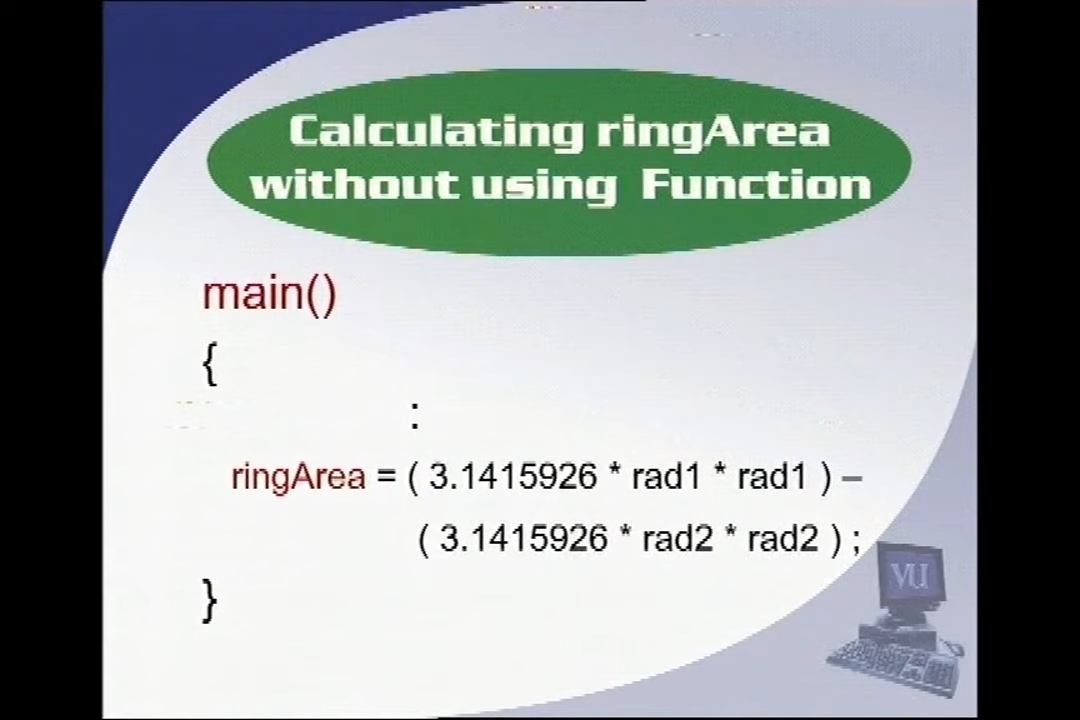 Calculating ringArea
without using Function
main()
{
:
ringArea = ( 3.1415926 * rad1 * rad1 ) –
( 3.1415926 * rad2 * rad2 ) ;
}
VU